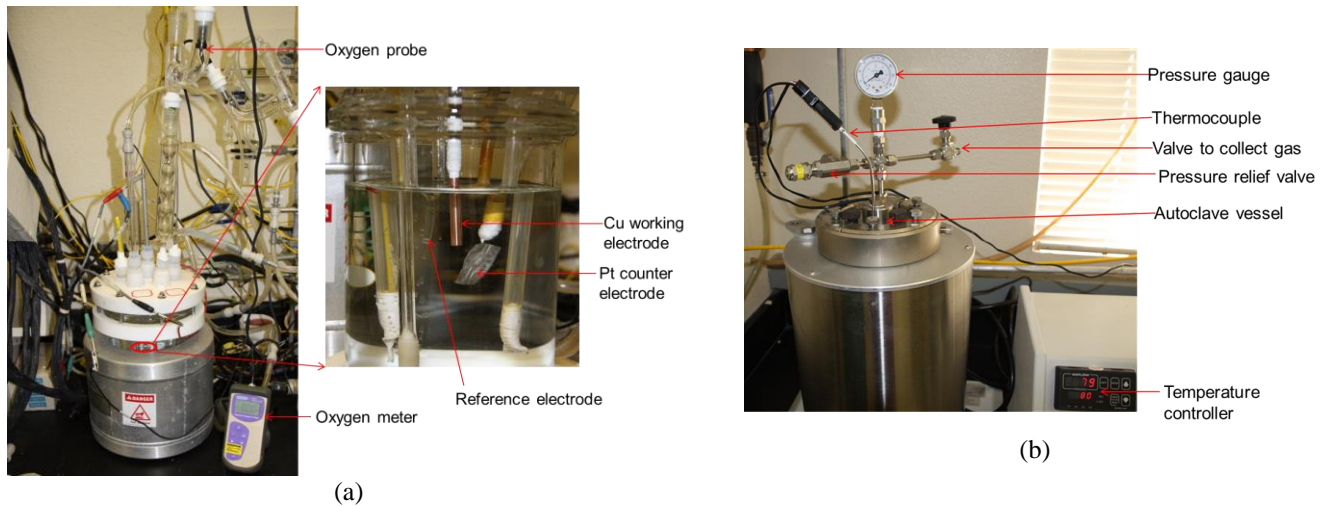 Oxygen probe
Cu working
electrode
Pt counter
electrode
Reference electrode
Oxygen meter
DANGER
(a)
Pressure gauge
Thermocouple
Valve to collect gas
Pressure relief valve
Autoclave vessel
79
80
Temperature
controller
(b)